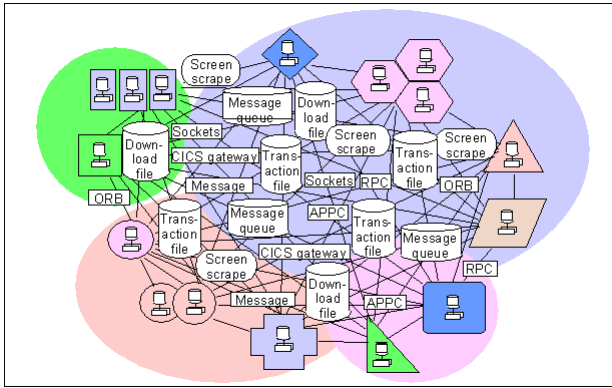 Screen
scrape
Message
queue
Down-
load
file
Sockets
Screen
scrape
Screen
scrape
Down-
load
file
CICS gateway
Trans-
action
file
Trans-
action
file
Message
Sockets
RPC
ORB
ORB
Trans-
action
file
Message
queue
APPC
Trans-
action
file
Message
queue
Screen
scrape
CICS gateway
RPC
Down-
load
file
Message
APPC